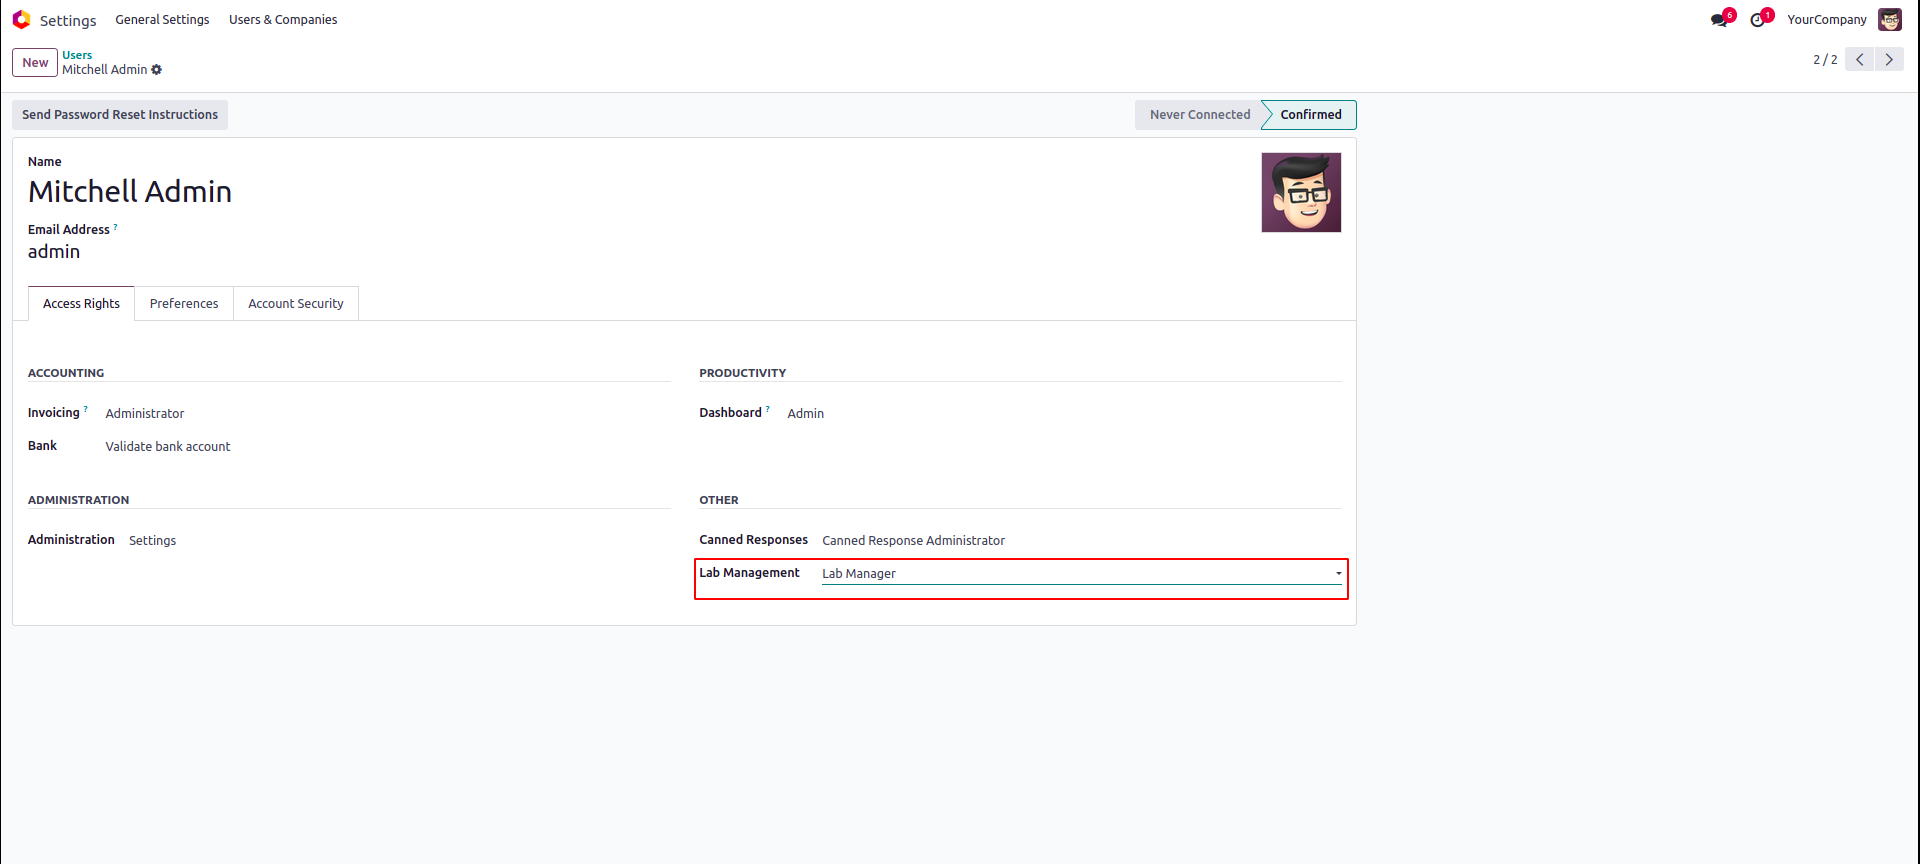 Settings General Settings Users & Companies 6 1 YourCompany
New Users 2 / 2
Mitchell Admin
Send Password Reset Instructions Never Connected Confirmed
Name
Mitchell Admin
Email Address ?
admin
Access Rights Preferences Account Security
ACCOUNTING PRODUCTIVITY
Invoicing ? Administrator Dashboard ? Admin
Bank Validate bank account
ADMINISTRATION OTHER
Administration Settings Canned Responses Canned Response Administrator
Lab Management Lab Manager